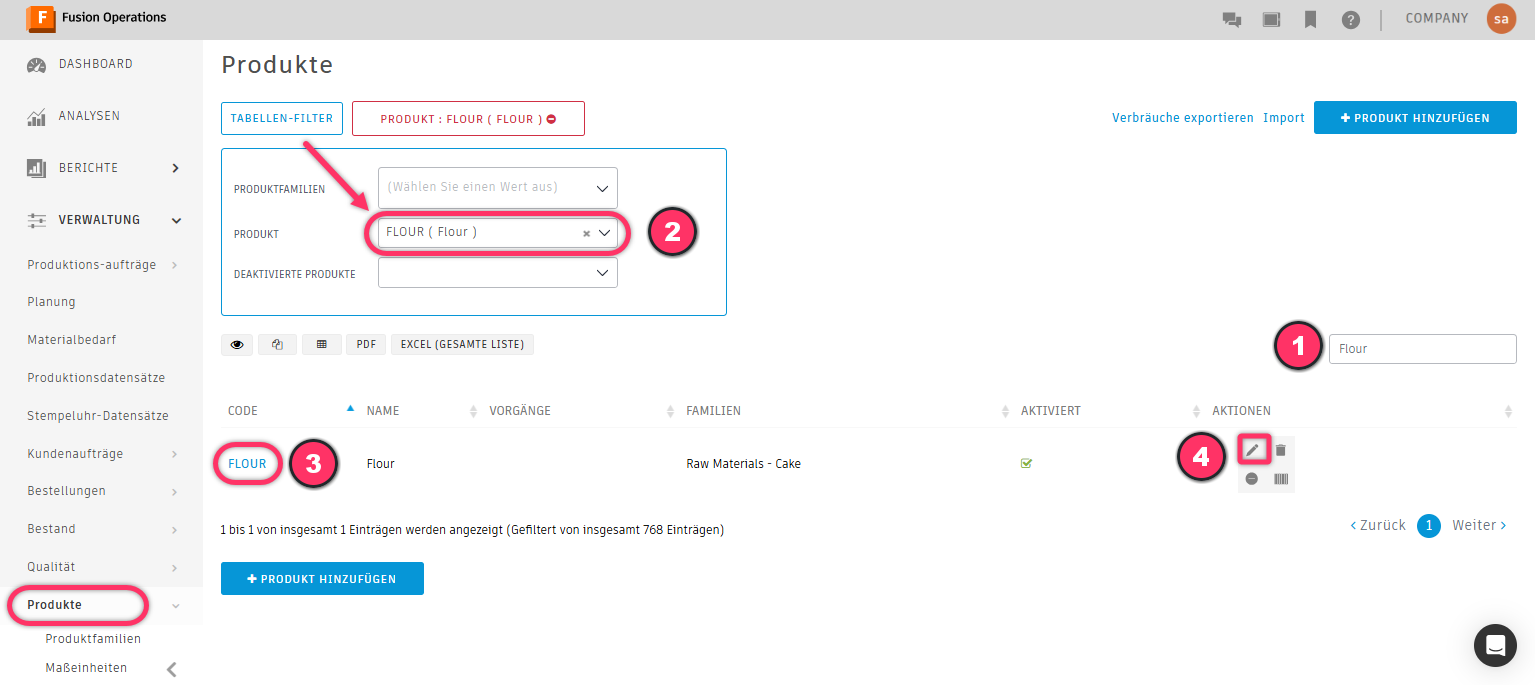 F Fusion Operations
COMPANY sa
DASHBOARD
ANALYSEN
BERICHTE
VERWALTUNG
Produktions-aufträge
Planung
Materialbedarf
Produktionsdatensätze
Stempeluhr-Datensätze
Kundenaufträge
Bestellungen
Bestand
Qualität
Produkte
Produktfamilien
Maßeinheiten
Produkte
TABELLEN-FILTER
PRODUKT : FLOUR ( FLOUR )
Verbräuche exportieren Import
PRODUKT HINZUFÜGEN
PRODUKTFAMILIEN (Wählen Sie einen Wert aus)
PRODUKT FLOUR ( Flour ) 2
DEAKTIVIERTE PRODUKTE
PDF EXCEL (GESAMTE LISTE)
1 Flour
CODE NAME VORGÄNGE FAMILIEN AKTIVIERT AKTIONEN
FLOUR 3 Flour Raw Materials - Cake 4
1 bis 1 von insgesamt 1 Einträgen werden angezeigt (Gefiltert von insgesamt 768 Einträgen)
Zurück 1 Weiter
PRODUKT HINZUFÜGEN